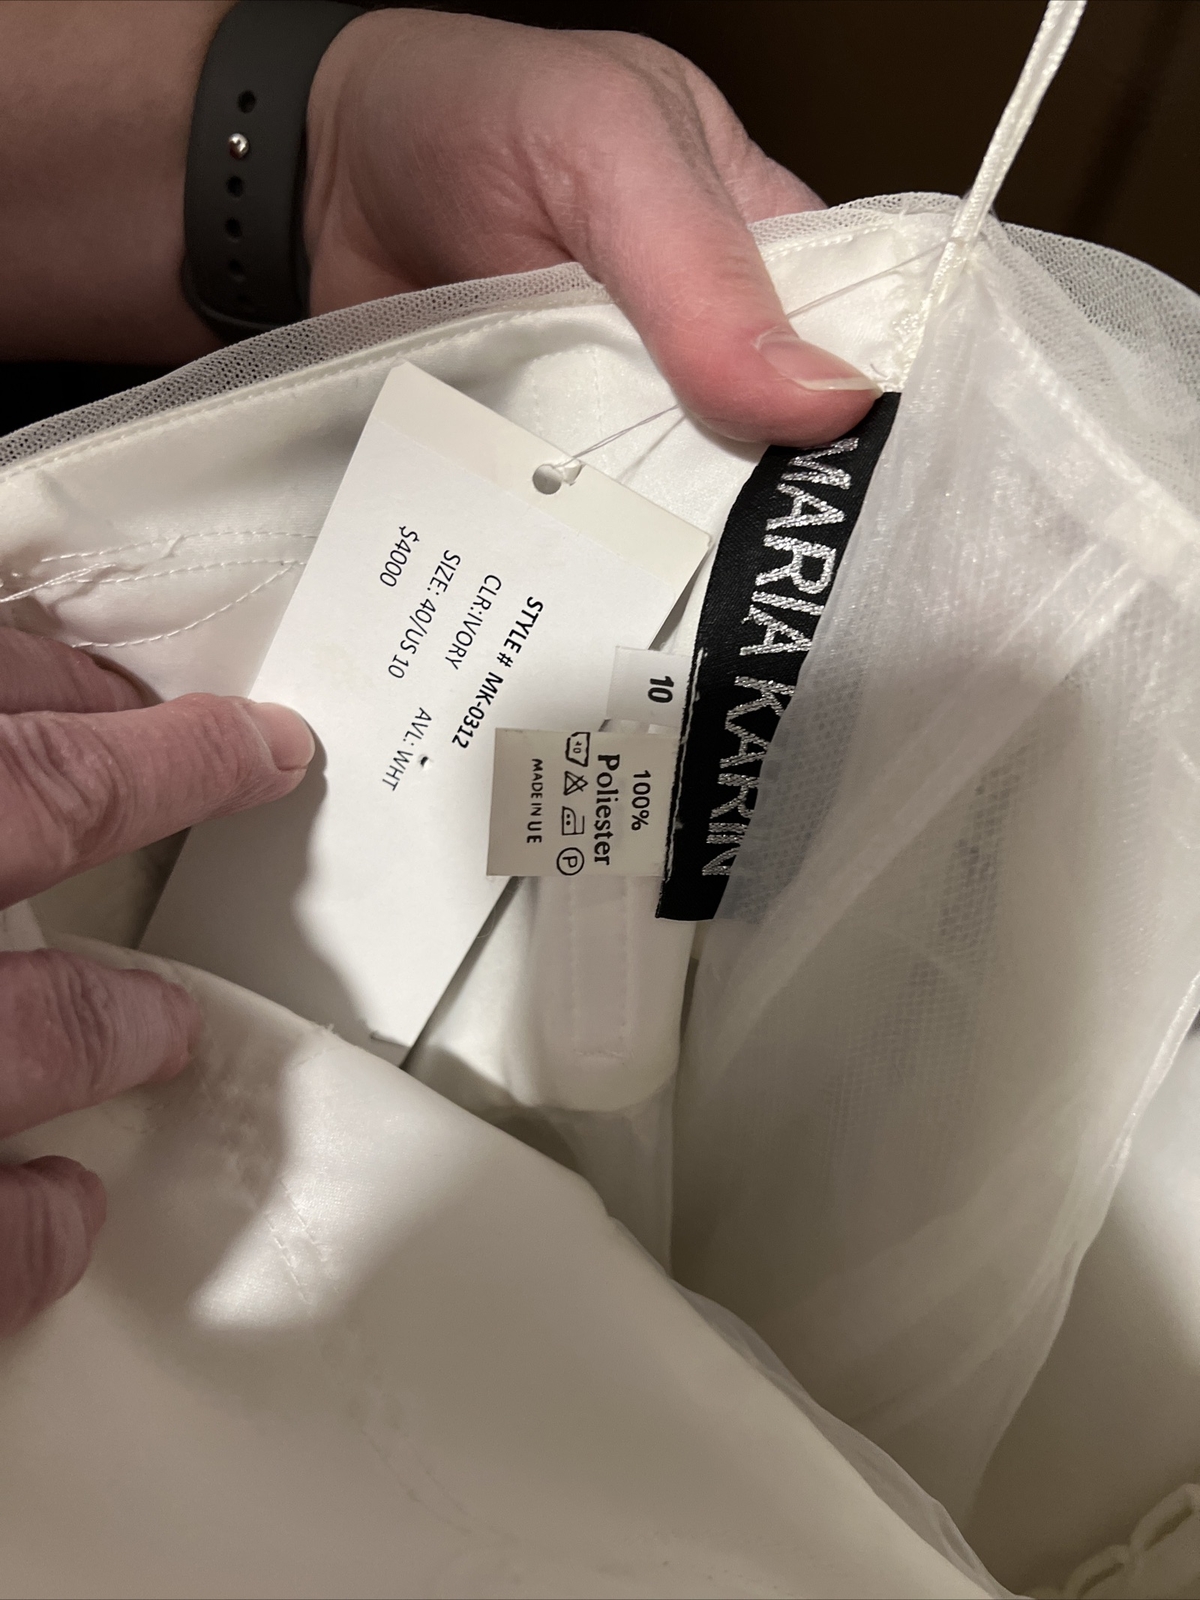 MARIA KARIN
STYLE # MK-0312
CLR:IVORY
SIZE: 40/US 10 AVL: WHT
$4000
10
100%
Poliester
40 P
MADE IN UE